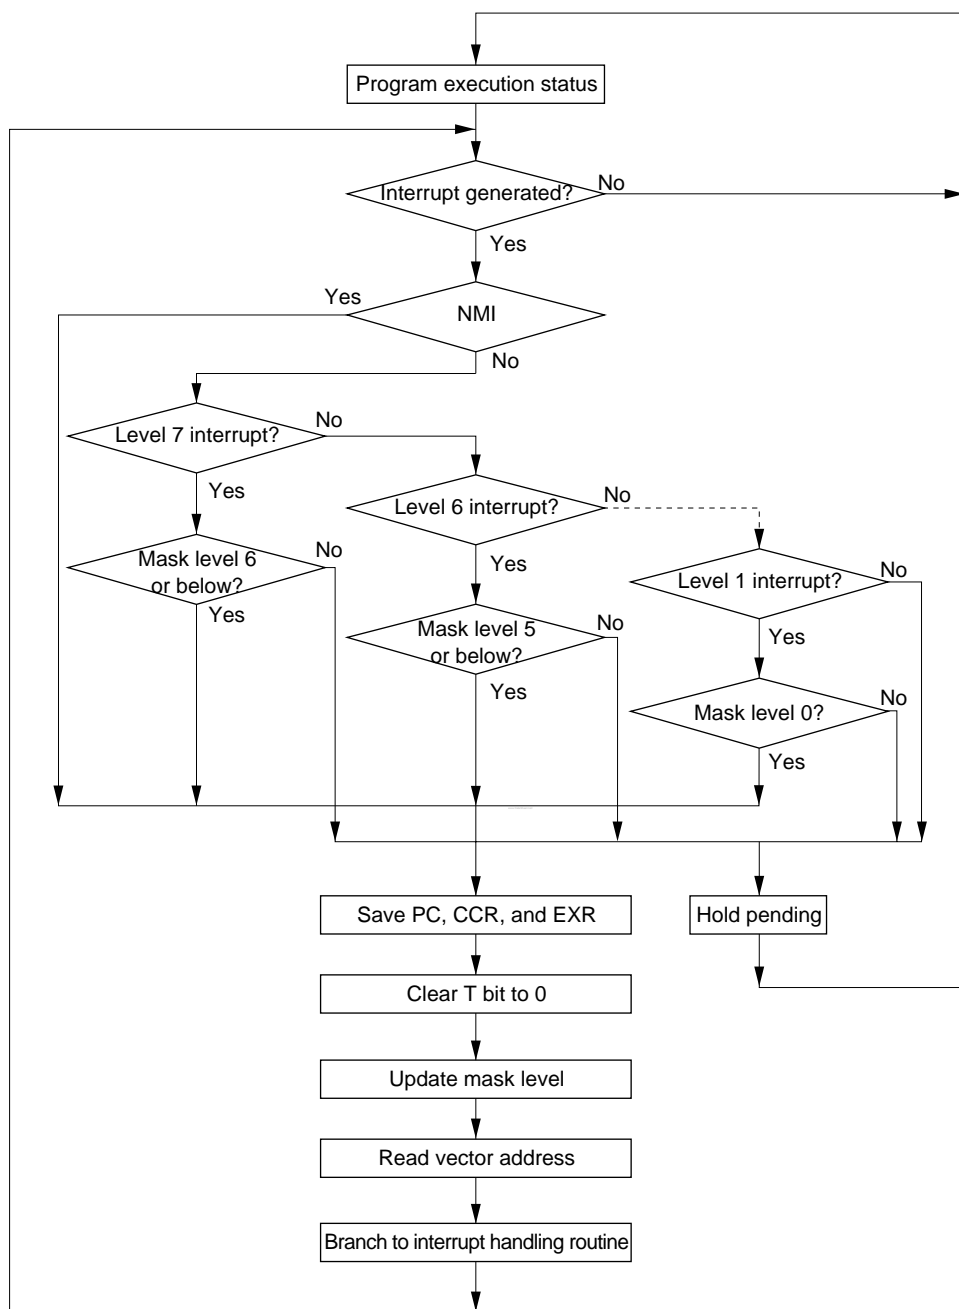 Program execution status
Interrupt generated?
No
Yes
Yes
NMI
No
Level 7 interrupt?
No
Yes
Level 6 interrupt?
No
Mask level 6
or below?
No
Yes
Level 1 interrupt?
No
Yes
Mask level 5
or below?
No
Yes
Yes
Mask level 0?
No
Yes
Save PC, CCR, and EXR
Hold pending
Clear T bit to 0
Update mask level
Read vector address
Branch to interrupt handling routine